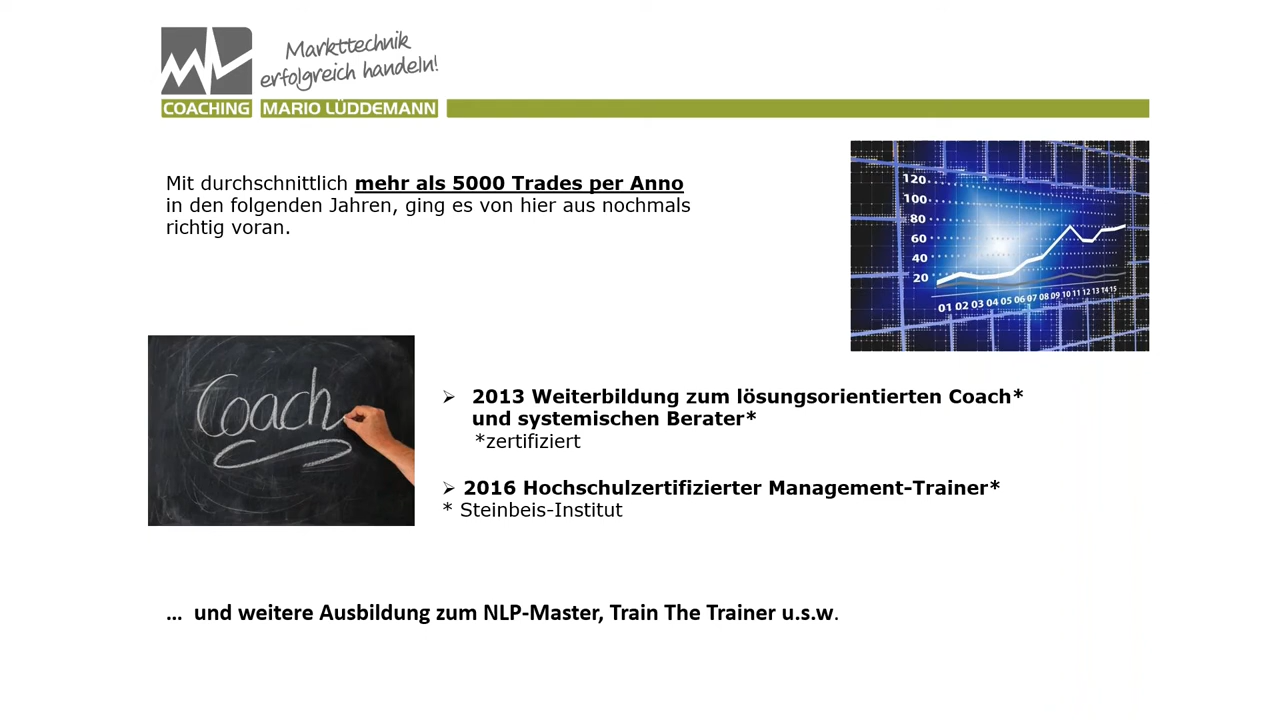 Markttechnik
erfolgreich handeln!
COACHING MARIO LÜDDEMANN
Mit durchschnittlich mehr als 5000 Trades per Anno
in den folgenden Jahren, ging es von hier aus nochmals
richtig voran.
120
100
80
60
40
20
01 02 03 04 05 06 07 08 09 10 11 12 13 14 15
Coach
➢ 2013 Weiterbildung zum lösungsorientierten Coach*
und systemischen Berater*
*zertifiziert
➢ 2016 Hochschulzertifizierter Management-Trainer*
* Steinbeis-Institut
… und weitere Ausbildung zum NLP-Master, Train The Trainer u.s.w.